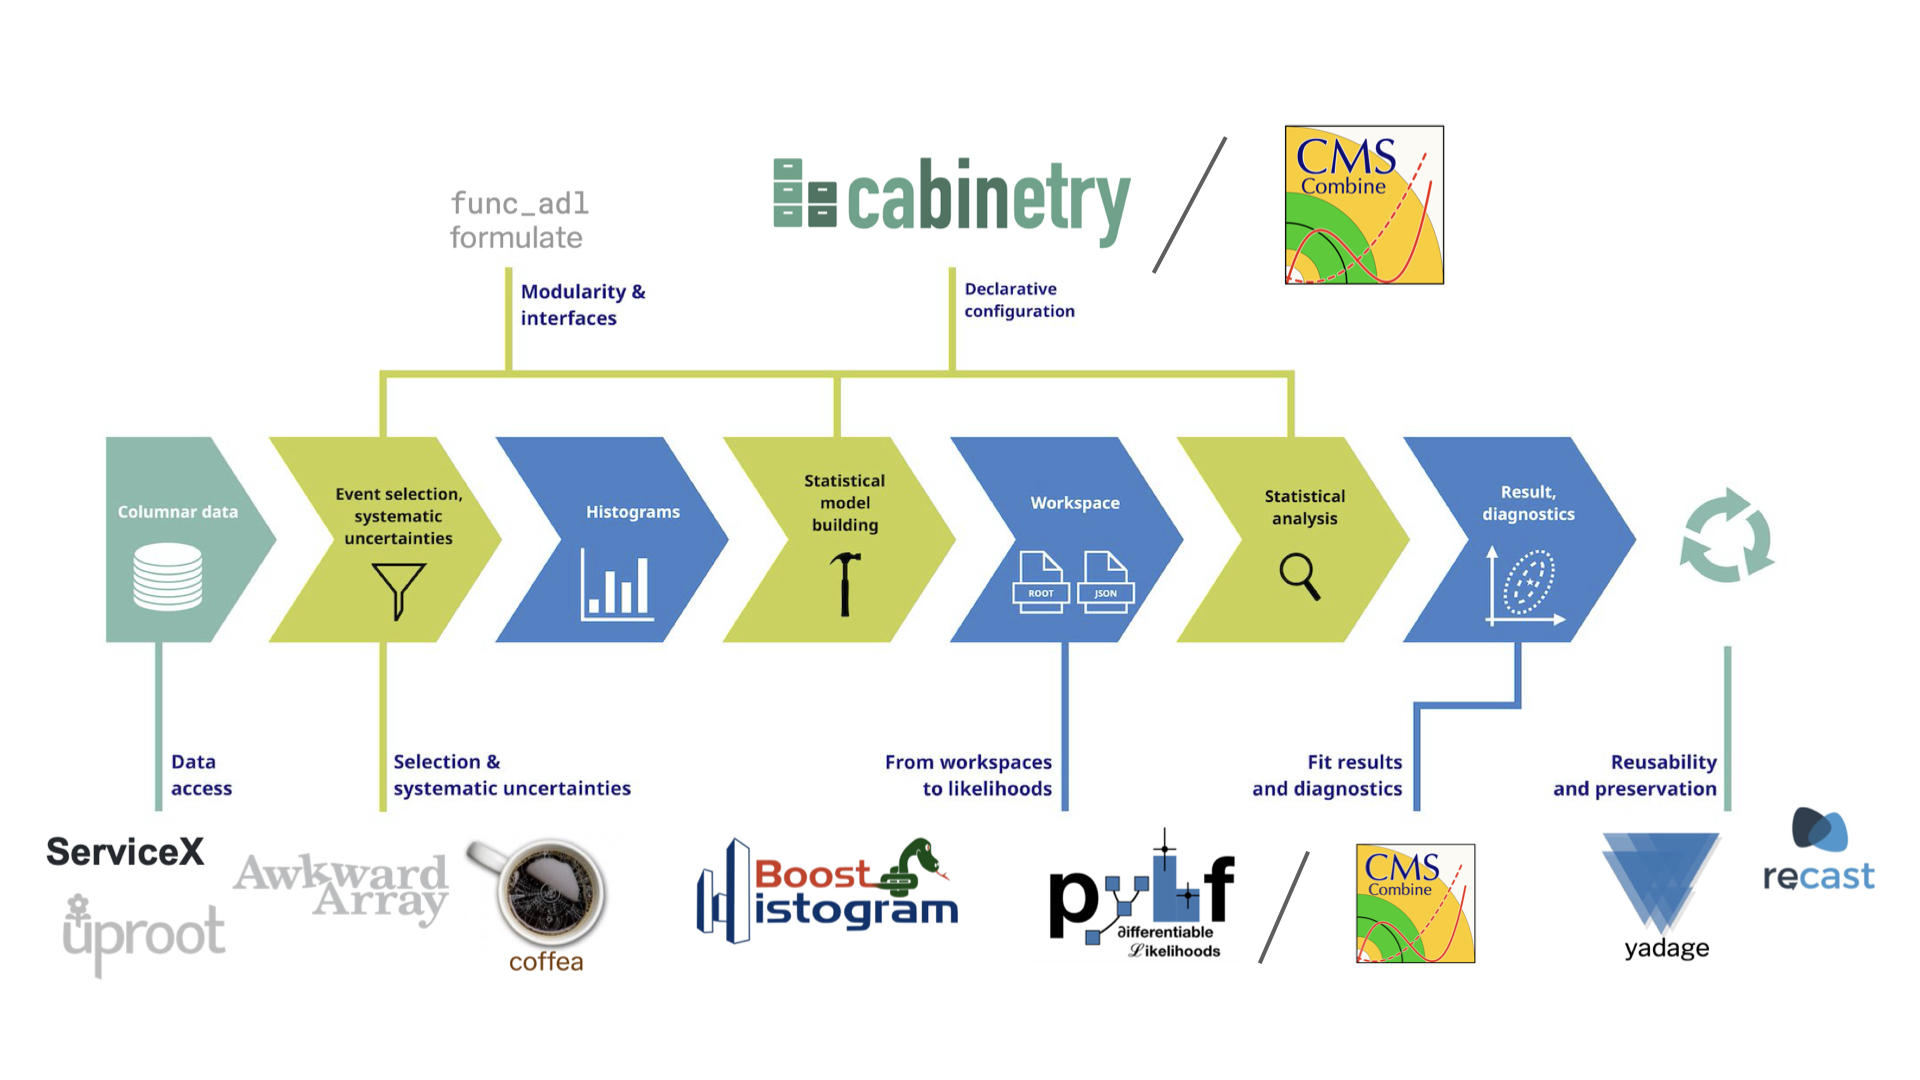 func_adl
formulate
cabinetry
CMS
Combine
Modularity &
interfaces
Declarative
configuration
Columnar data
Event selection,
systematic
uncertainties
Histograms
Statistical
model
building
Workspace
ROOT
JSON
Statistical
analysis
Result,
diagnostics
Data
access
Selection &
systematic uncertainties
From workspaces
to likelihoods
Fit results
and diagnostics
Reusability
and preservation
ServiceX
uproot
Awkward
Array
coffea
Boost
istogram
pyhf
∂ifferentiable
ℒikelihoods
CMS
Combine
yadage
recast